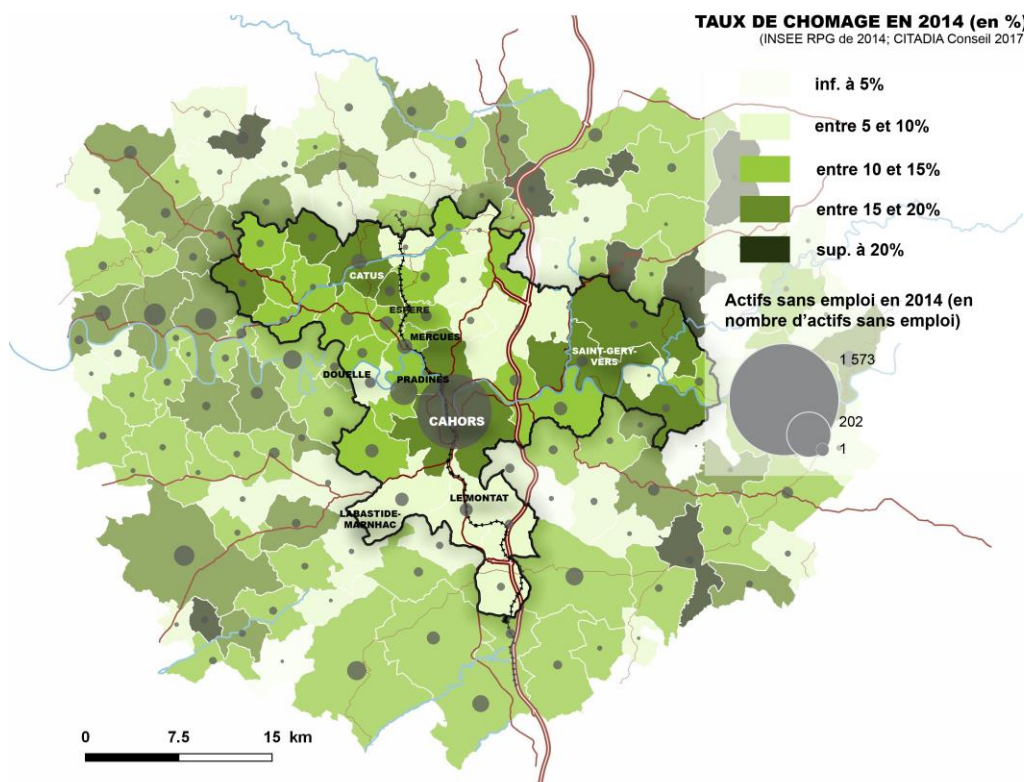 TAUX DE CHOMAGE EN 2014 (en %)
(INSEE RPG de 2014; CITADIA Conseil 2017
inf. à 5%
entre 5 et 10%
entre 10 et 15%
entre 15 et 20%
sup. à 20%
Actifs sans emploi en 2014 (en
nombre d'actifs sans emploi)
1 573
202
1
CATUS
ESPERE
MERCUES
SAINT-GERY-
VERS
DOUELLE
PRADINES
CAHORS
LE MONTAT
LABASTIDE-
MARNHAC
0 7.5 15 km